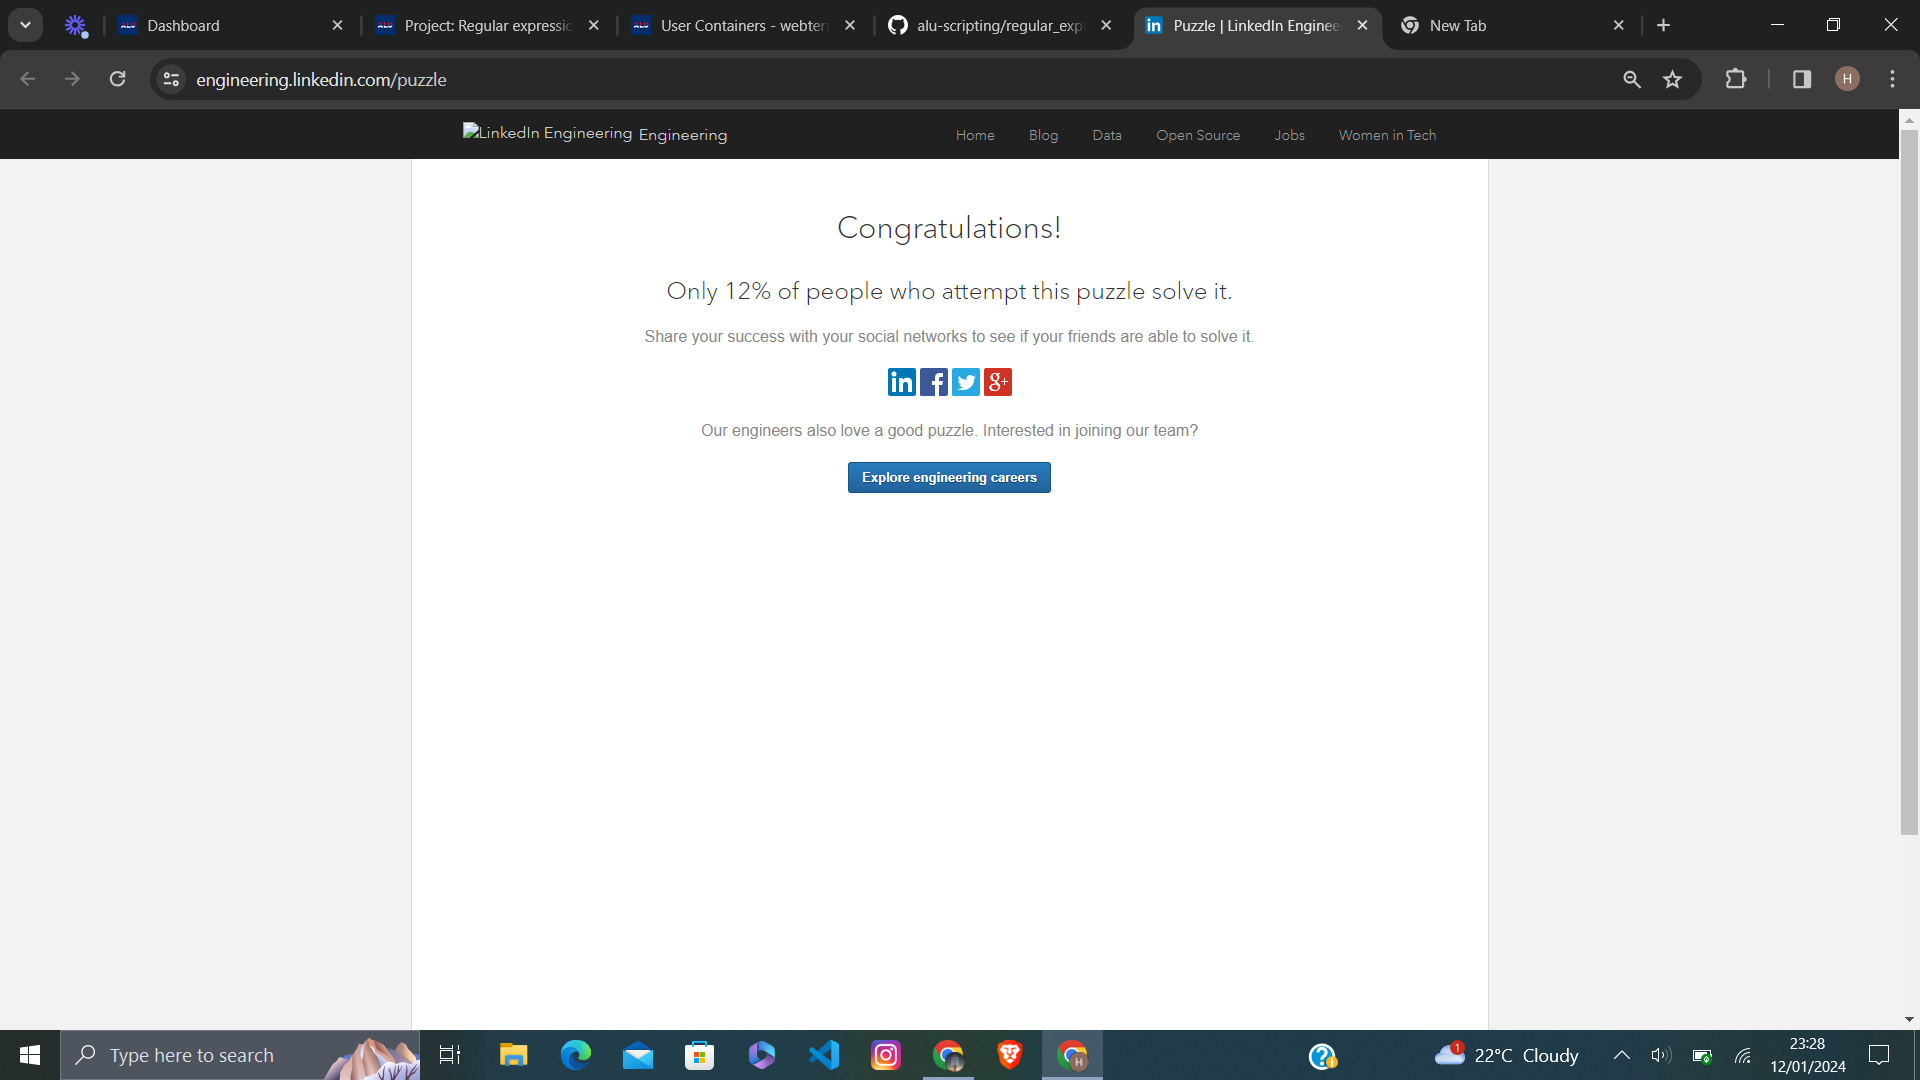 Dashboard
Project: Regular expressio
User Containers - webterm
alu-scripting/regular_exp
Puzzle | LinkedIn Enginee
New Tab
engineering.linkedin.com/puzzle
H
LinkedIn Engineering Engineering
Home Blog Data Open Source Jobs Women in Tech
Congratulations!
Only 12% of people who attempt this puzzle solve it.
Share your success with your social networks to see if your friends are able to solve it.
Our engineers also love a good puzzle. Interested in joining our team?
Explore engineering careers
Type here to search
22°C Cloudy
23:28
12/01/2024